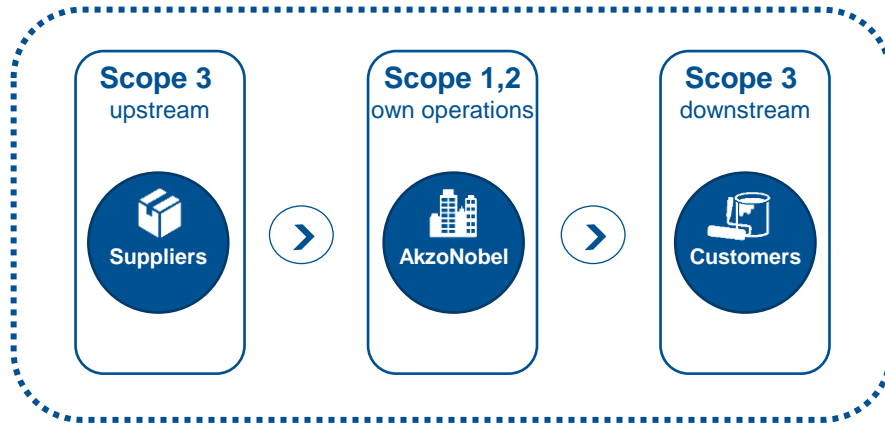 Scope 3
upstream
Suppliers
Scope 1,2
own operations
AkzoNobel
Scope 3
downstream
Customers